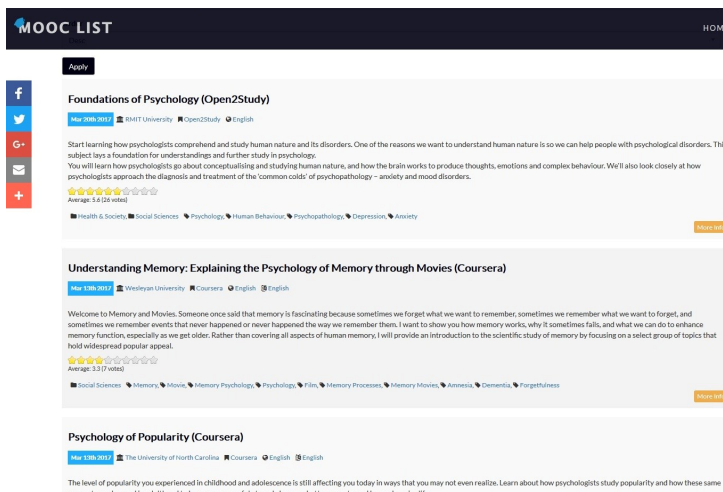 MOOC LIST
HOM
Apply
Foundations of Psychology (Open2Study)
Mar 20th 2017 RMIT University Open2Study English
Start learning how psychologists comprehend and study human nature and its disorders. One of the reasons we want to understand human nature is so we can help people with psychological disorders. Thi
subject lays a foundation for understandings and further study in psychology.
You will learn how psychologists go about conceptualising and studying human nature, and how the brain works to produce thoughts, emotions and complex behaviour. We'll also look closely at how
psychologists approach the diagnosis and treatment of the 'common colds' of psychopathology – anxiety and mood disorders.
Average: 5.6 (26 votes)
Health & Society, Social Sciences Psychology, Human Behaviour, Psychopathology, Depression, Anxiety
More info
Understanding Memory: Explaining the Psychology of Memory through Movies (Coursera)
Mar 13th 2017 Wesleyan University Coursera English English
Welcome to Memory and Movies. Someone once said that memory is fascinating because sometimes we forget what we want to remember, sometimes we remember what we want to forget, and
sometimes we remember events that never happened or never happened the way we remember them. I want to show you how memory works, why it sometimes fails, and what we can do to enhance
memory function, especially as we get older. Rather than covering all aspects of human memory, I will provide an introduction to the scientific study of memory by focusing on a select group of topics that
hold widespread popular appeal.
Average: 3.3 (7 votes)
Social Sciences Memory, Movie, Memory Psychology, Psychology, Film, Memory Processes, Memory Movies, Amnesia, Dementia, Forgetfulness
More info
Psychology of Popularity (Coursera)
Mar 13th 2017 The University of North Carolina Coursera English English
The level of popularity you experienced in childhood and adolescence is still affecting you today in ways that you may not even realize. Learn about how psychologists study popularity and how these same